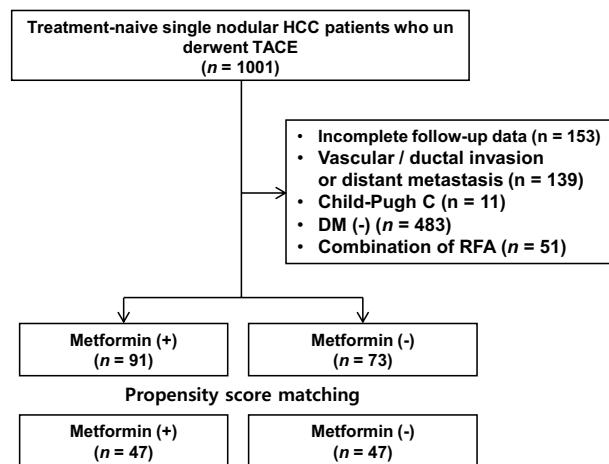 Treatment-naive single nodular HCC patients who un
derwent TACE
(n = 1001)
• Incomplete follow-up data (n = 153)
• Vascular / ductal invasion
or distant metastasis (n = 139)
• Child-Pugh C (n = 11)
• DM (-) (n = 483)
• Combination of RFA (n = 51)
Metformin (+)
(n = 91)
Metformin (-)
(n = 73)
Propensity score matching
Metformin (+)
(n = 47)
Metformin (-)
(n = 47)